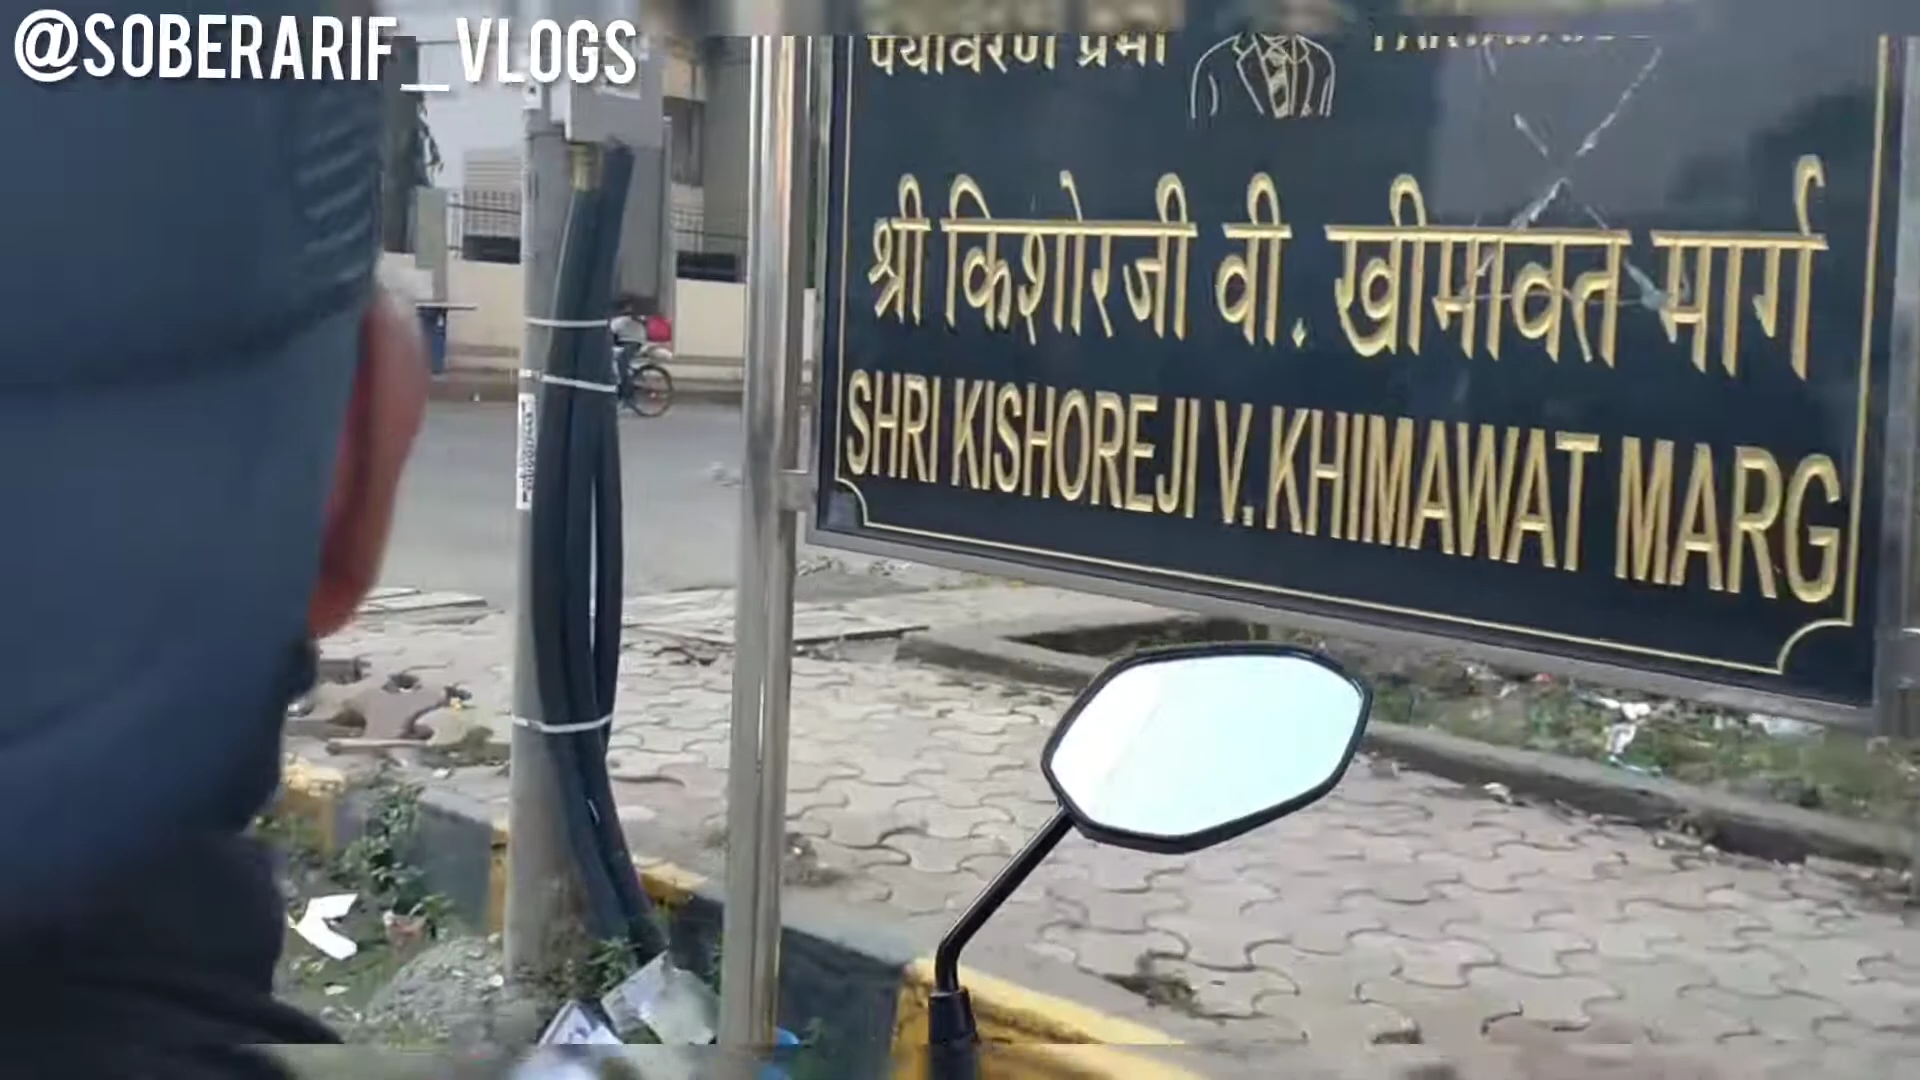 @SOBERARIF_VLOGS
पर्यावरण प्रेमी
श्री किशोरजी वी. खीमावत मार्ग
SHRI KISHOREJI V. KHIMAWAT MARG